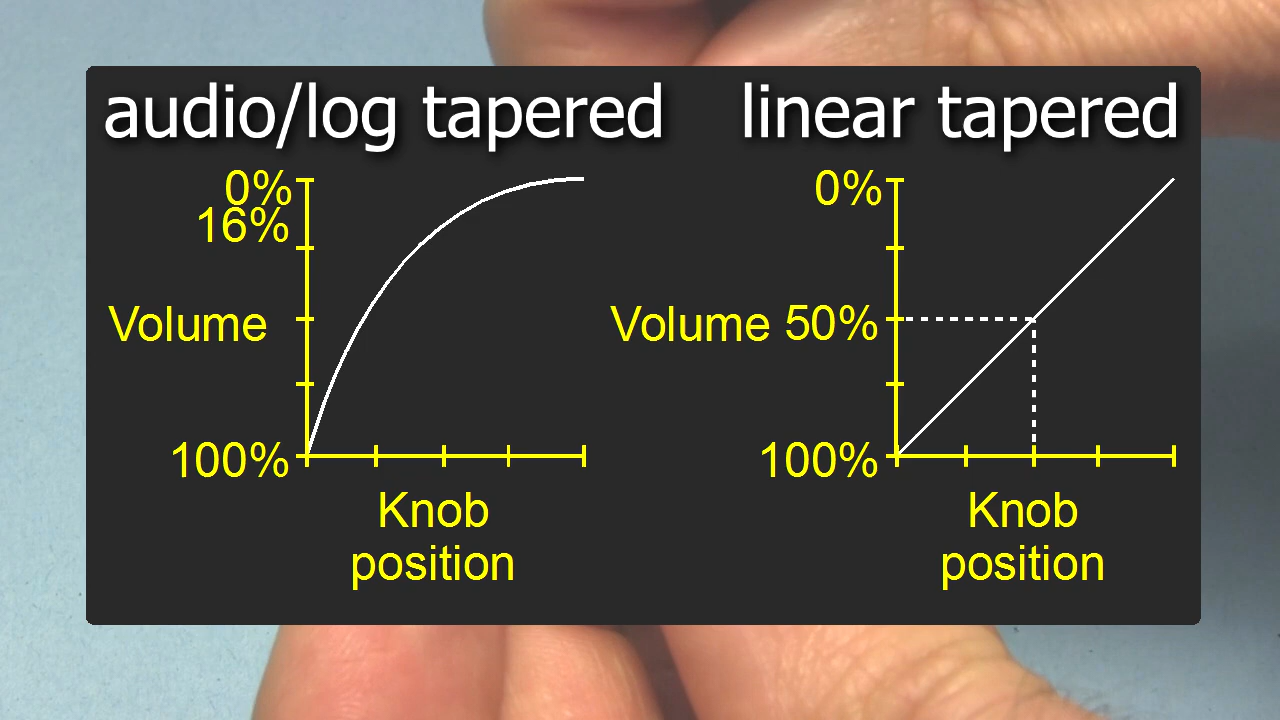 audio/log tapered
0%
16%
Volume
100%
Knob
position
linear tapered
0%
Volume 50%
100%
Knob
position